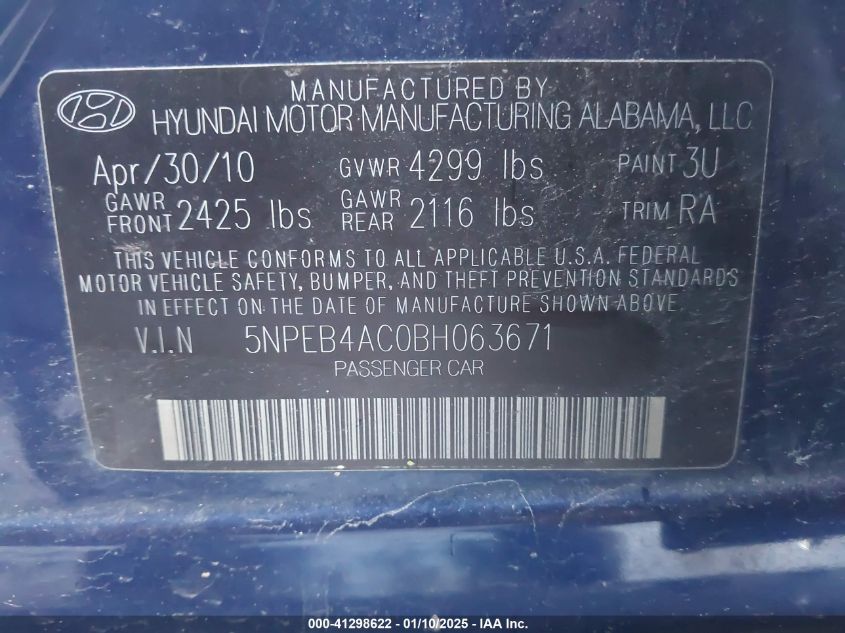 MANUFACTURED BY
HYUNDAI MOTOR MANUFACTURING ALABAMA, LLC
Apr/30/10 GVWR 4299 lbs PAINT 3U
GAWR FRONT 2425 lbs GAWR REAR 2116 lbs TRIM RA
THIS VEHICLE CONFORMS TO ALL APPLICABLE U.S.A. FEDERAL
MOTOR VEHICLE SAFETY, BUMPER, AND THEFT PREVENTION STANDARDS
IN EFFECT ON THE DATE OF MANUFACTURE SHOWN ABOVE.
V.I.N 5NPEB4AC0BH063671
PASSENGER CAR
000-41298622 - 01/10/2025 - IAA Inc.